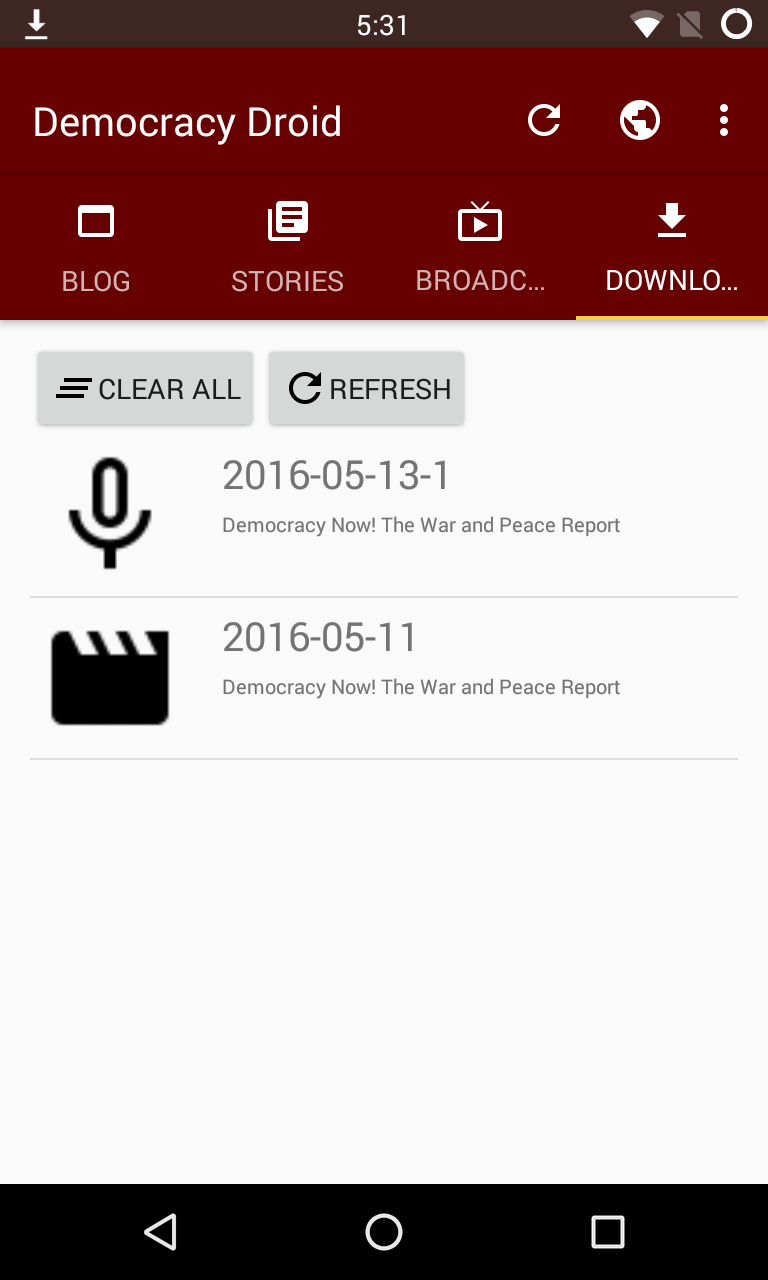 5:31
Democracy Droid
BLOG
STORIES
BROADC...
DOWNLO...
CLEAR ALL
REFRESH
2016-05-13-1
Democracy Now! The War and Peace Report
2016-05-11
Democracy Now! The War and Peace Report